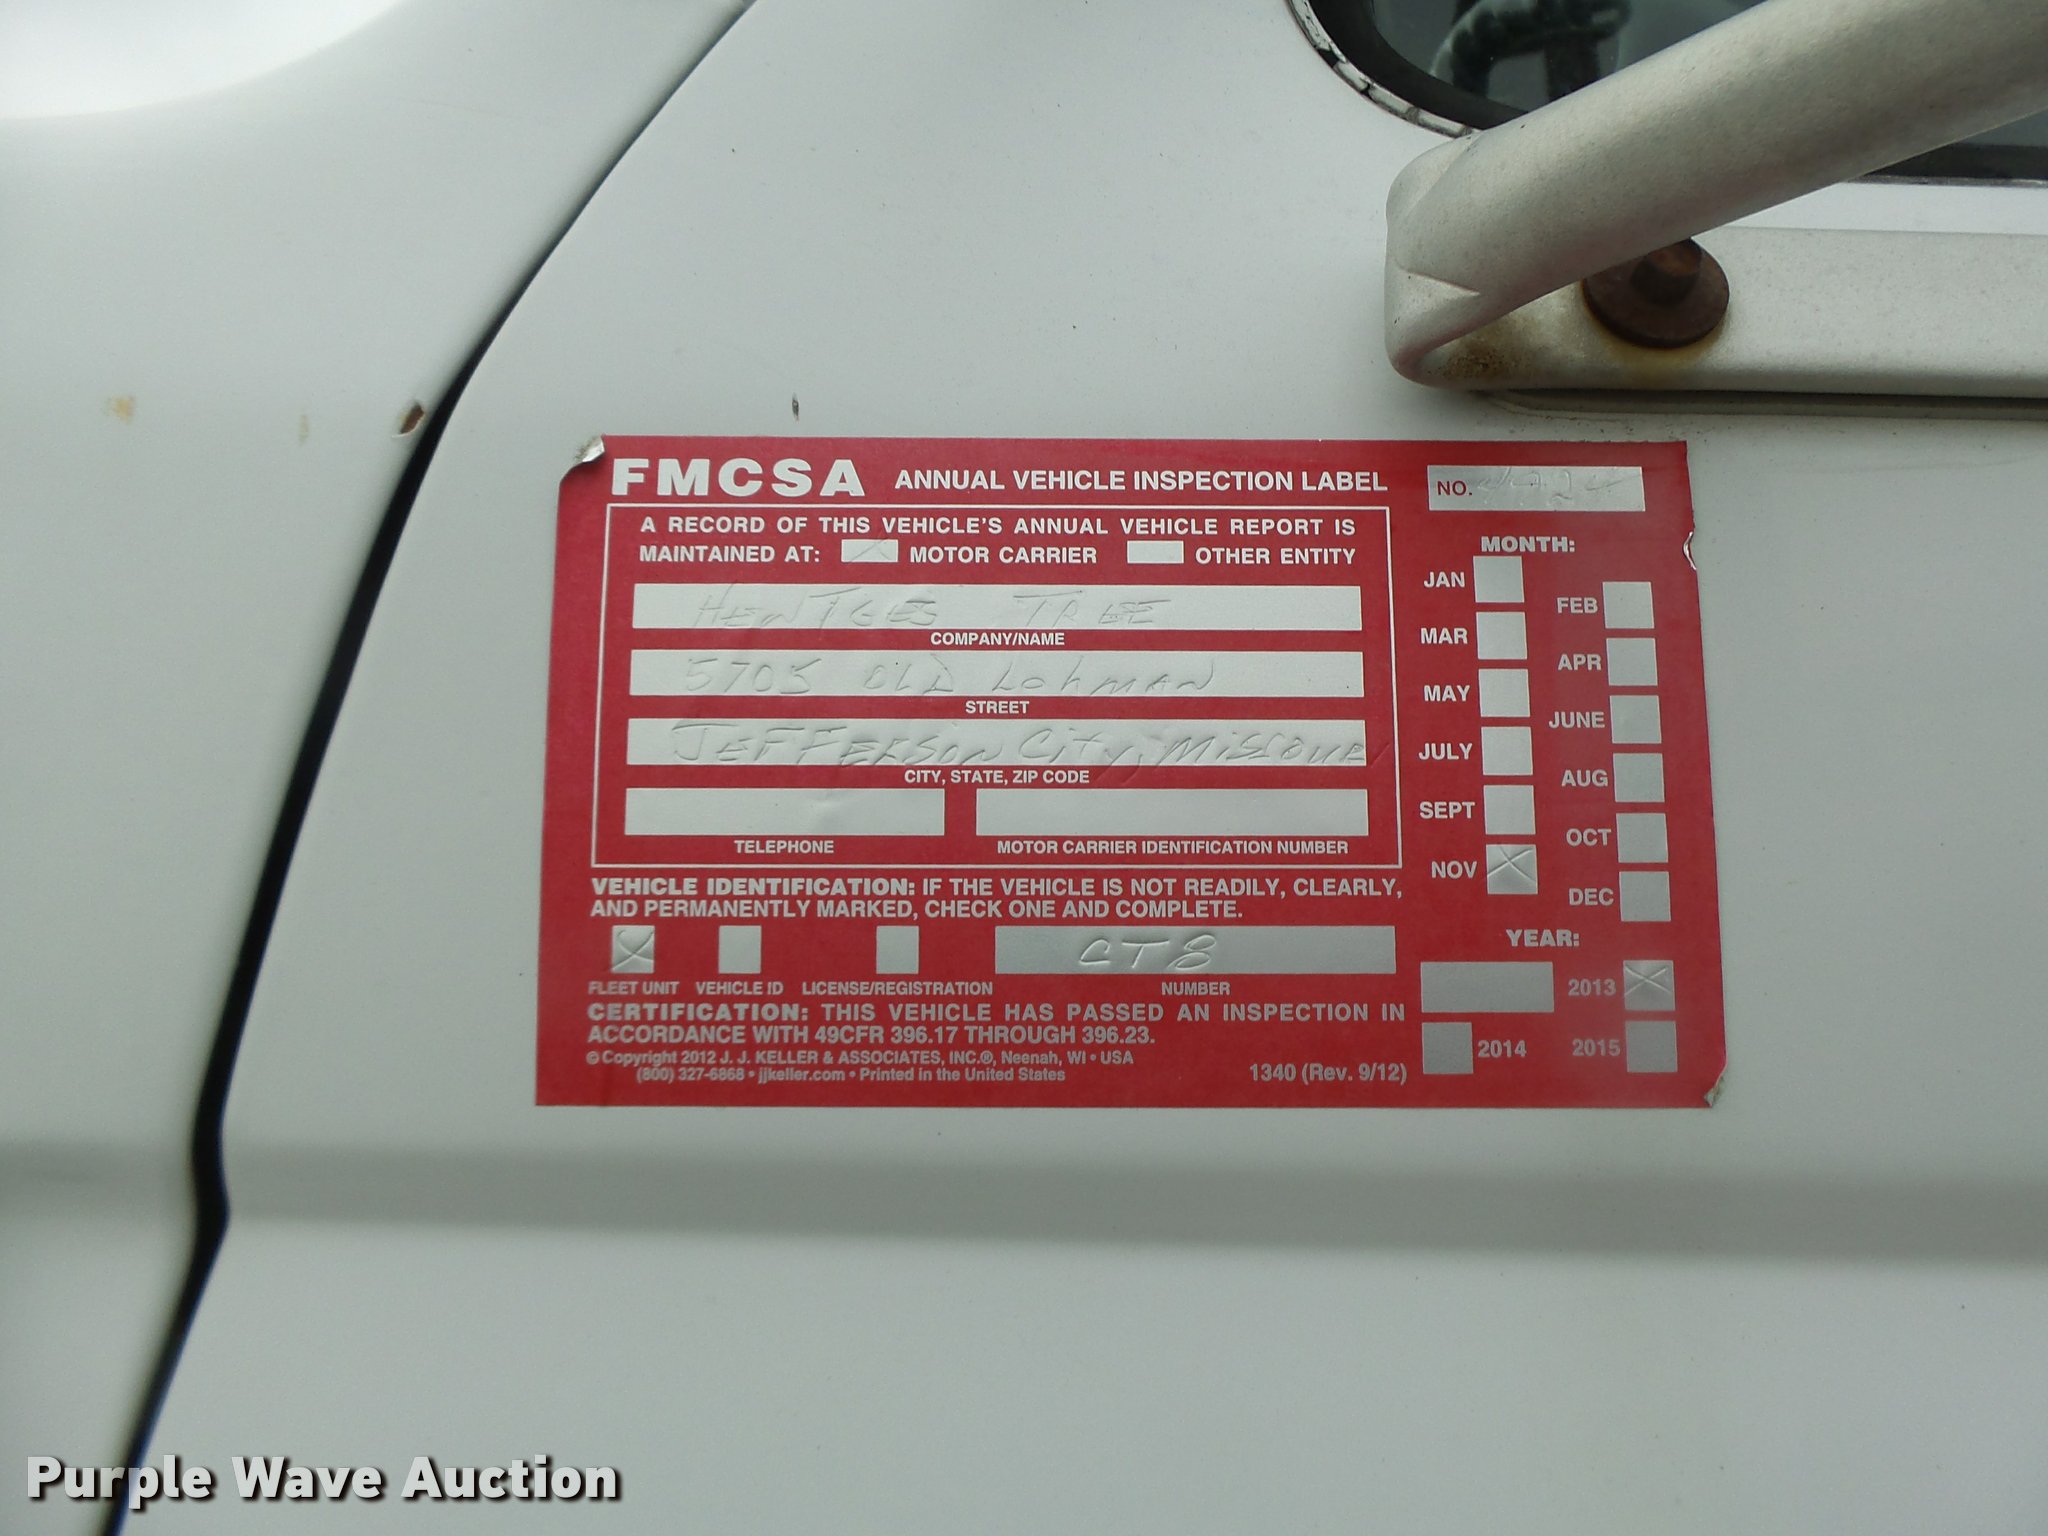 FMCSA ANNUAL VEHICLE INSPECTION LABEL
NO.
A RECORD OF THIS VEHICLE'S ANNUAL VEHICLE REPORT IS
MAINTAINED AT: X MOTOR CARRIER OTHER ENTITY
HENTGES TREE
COMPANY/NAME
5705 OLD LohMAN
STREET
JEFFERSON City, Missouri
CITY, STATE, ZIP CODE
TELEPHONE MOTOR CARRIER IDENTIFICATION NUMBER
VEHICLE IDENTIFICATION: IF THE VEHICLE IS NOT READILY, CLEARLY,
AND PERMANENTLY MARKED, CHECK ONE AND COMPLETE.
X CT8
FLEET UNIT VEHICLE ID LICENSE/REGISTRATION NUMBER
CERTIFICATION: THIS VEHICLE HAS PASSED AN INSPECTION IN
ACCORDANCE WITH 49CFR 396.17 THROUGH 396.23.
© Copyright 2012 J. J. KELLER & ASSOCIATES, INC.®, Neenah, WI • USA
(800) 327-6868 • jjkeller.com • Printed in the United States
1340 (Rev. 9/12)
MONTH:
JAN
FEB
MAR
APR
MAY
JUNE
JULY
AUG
SEPT
OCT
NOV X
DEC
YEAR:
2013 X
2014 2015
Purple Wave Auction